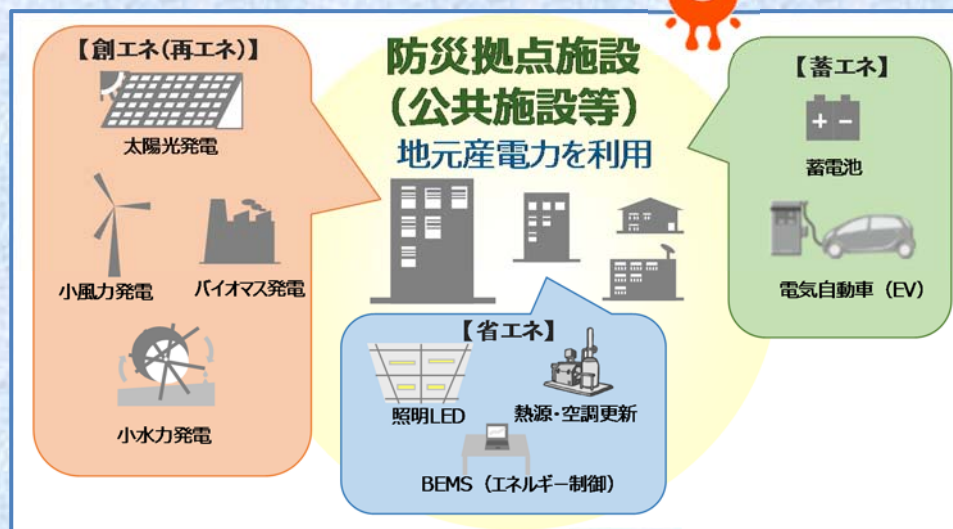 防災拠点施設
(公共施設等)
地元産電力を利用
【創エネ(再エネ)】
太陽光発電
小風力発電
バイオマス発電
小水力発電
【省エネ】
照明LED
熱源・空調更新
BEMS（エネルギー制御）
【蓄エネ】
蓄電池
電気自動車（EV）